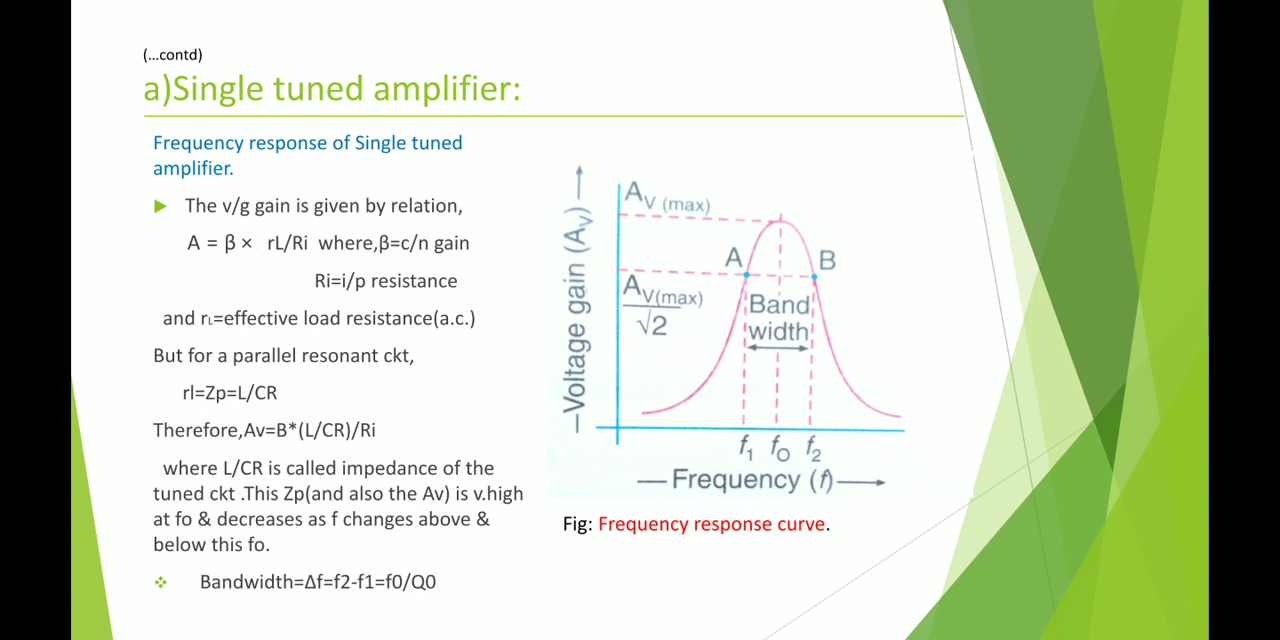 (...contd)
a)Single tuned amplifier:
Frequency response of Single tuned
amplifier.
The v/g gain is given by relation,
A = β × rL/Ri where,β=c/n gain
Ri=i/p resistance
and rL=effective load resistance(a.c.)
But for a parallel resonant ckt,
rl=Zp=L/CR
Therefore,Av=B*(L/CR)/Ri
where L/CR is called impedance of the
tuned ckt .This Zp(and also the Av) is v.high
at fo & decreases as f changes above &
below this fo.
Bandwidth=Δf=f2-f1=f0/Q0
Voltage gain (AV)
AV (max)
A B
AV(max)
√2
Band
width
f1 fO f2
Frequency (f)
Fig: Frequency response curve.